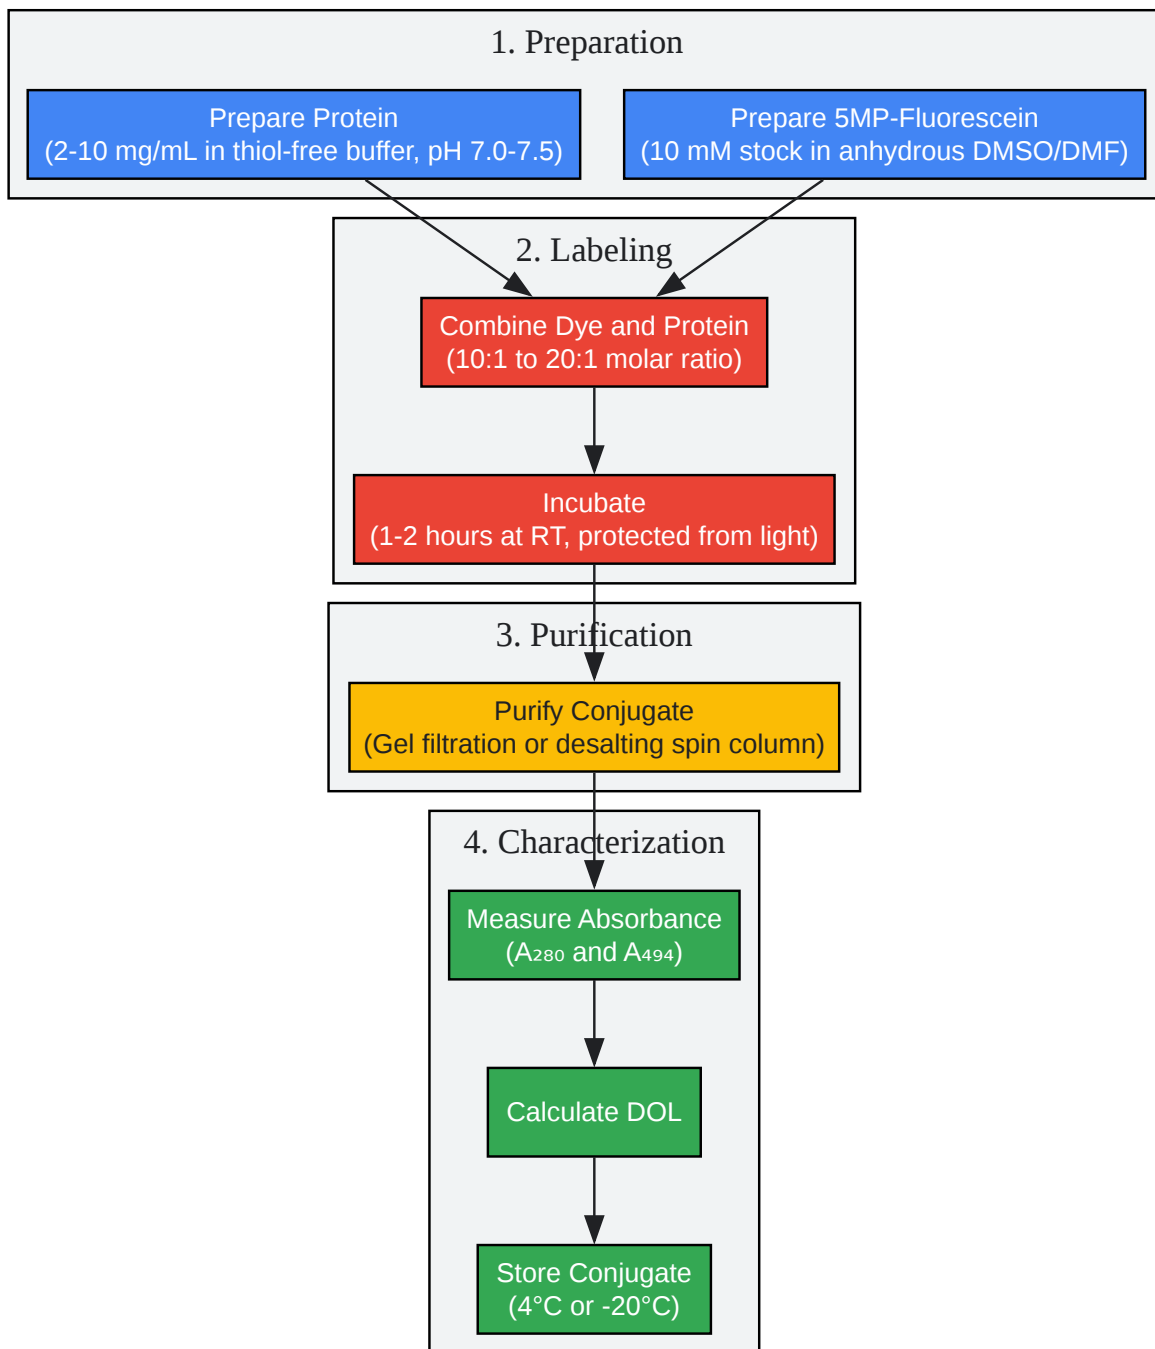 1. Preparation
Prepare Protein
(2-10 mg/mL in thiol-free buffer, pH 7.0-7.5)
Prepare 5MP-Fluorescein
(10 mM stock in anhydrous DMSO/DMF)
2. Labeling
Combine Dye and Protein
(10:1 to 20:1 molar ratio)
Incubate
(1-2 hours at RT, protected from light)
3. Purification
Purify Conjugate
(Gel filtration or desalting spin column)
4. Characterization
Measure Absorbance
(A₂₈₀ and A₄₉₄)
Calculate DOL
Store Conjugate
(4°C or -20°C)